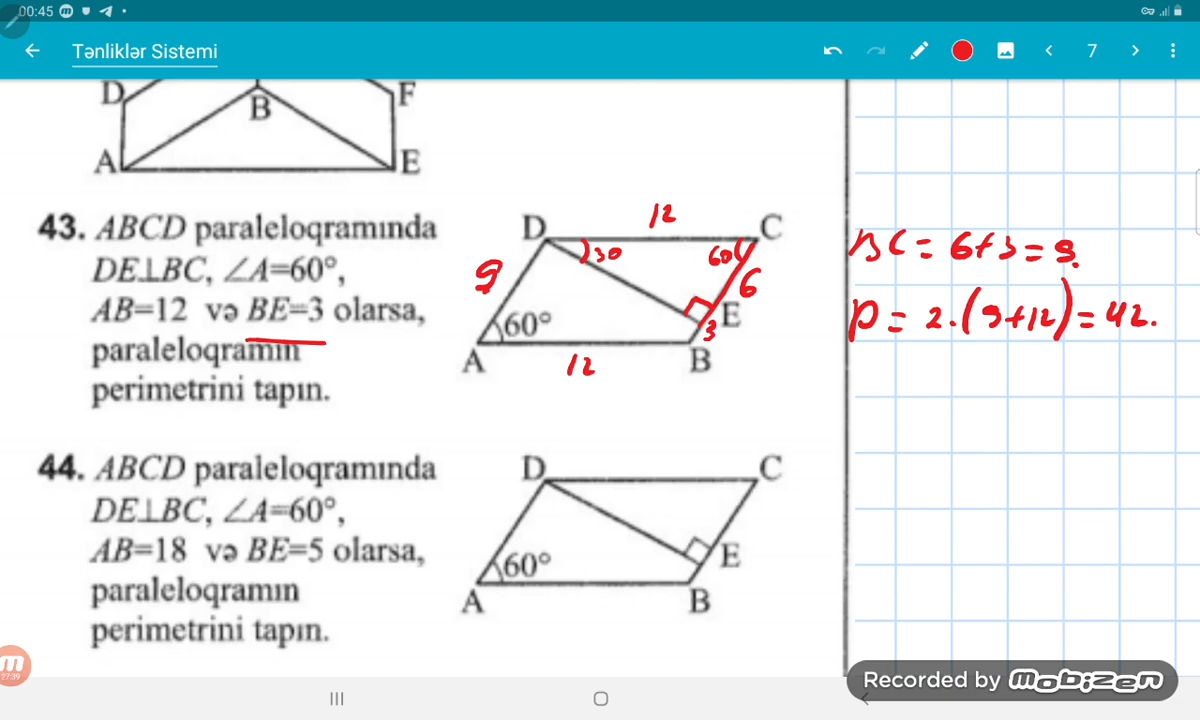 00:45
Tənliklər Sistemi
7
D
B
F
A
E
43. ABCD paraleloqramında
DE⊥BC, ∠A=60°,
AB=12 və BE=3 olarsa,
paraleloqramın
perimetrini tapın.
12
D
C
30
60
9
6
60°
E
3
A
12
B
BC = 6+3 = 9.
P = 2.(9+12) = 42.
44. ABCD paraleloqramında
DE⊥BC, ∠A=60°,
AB=18 və BE=5 olarsa,
paraleloqramın
perimetrini tapın.
D
C
60°
E
A
B
m
27:39
Recorded by mobizen